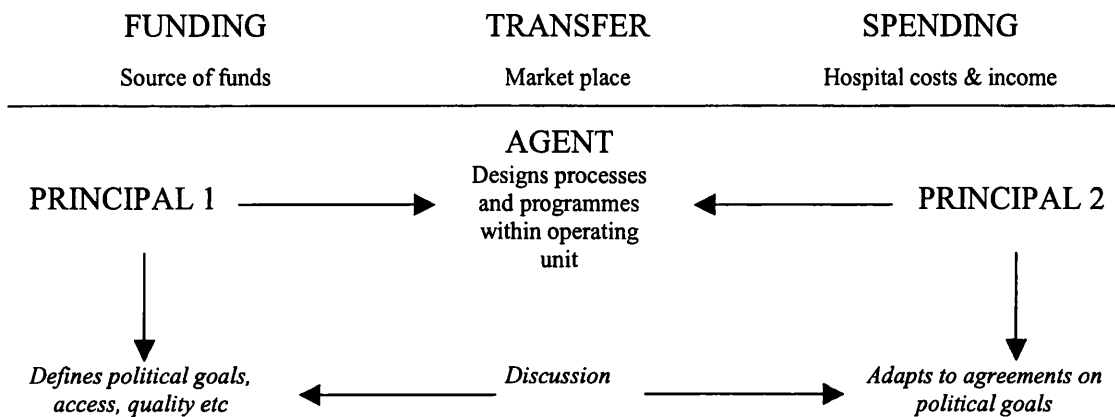 FUNDING TRANSFER SPENDING
Source of funds Market place Hospital costs & income
AGENT
Designs processes
PRINCIPAL 1 and programmes PRINCIPAL 2
within operating
unit
Defines political goals, Discussion Adapts to agreements on
access, quality etc political goals